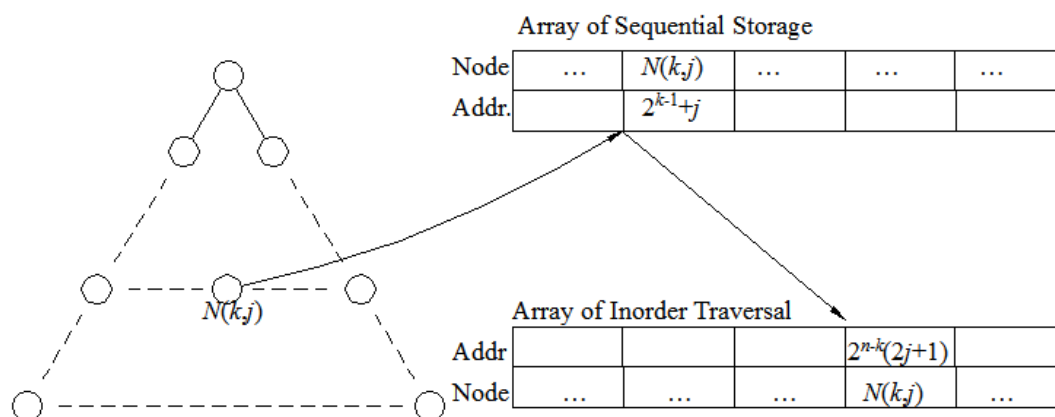 Array of Sequential Storage
Node … N(k,j) … … …
Addr. 2^{k-1}+j
N(k,j)
Array of Inorder Traversal
Addr 2^{n-k}(2j+1)
Node … … … N(k,j) …